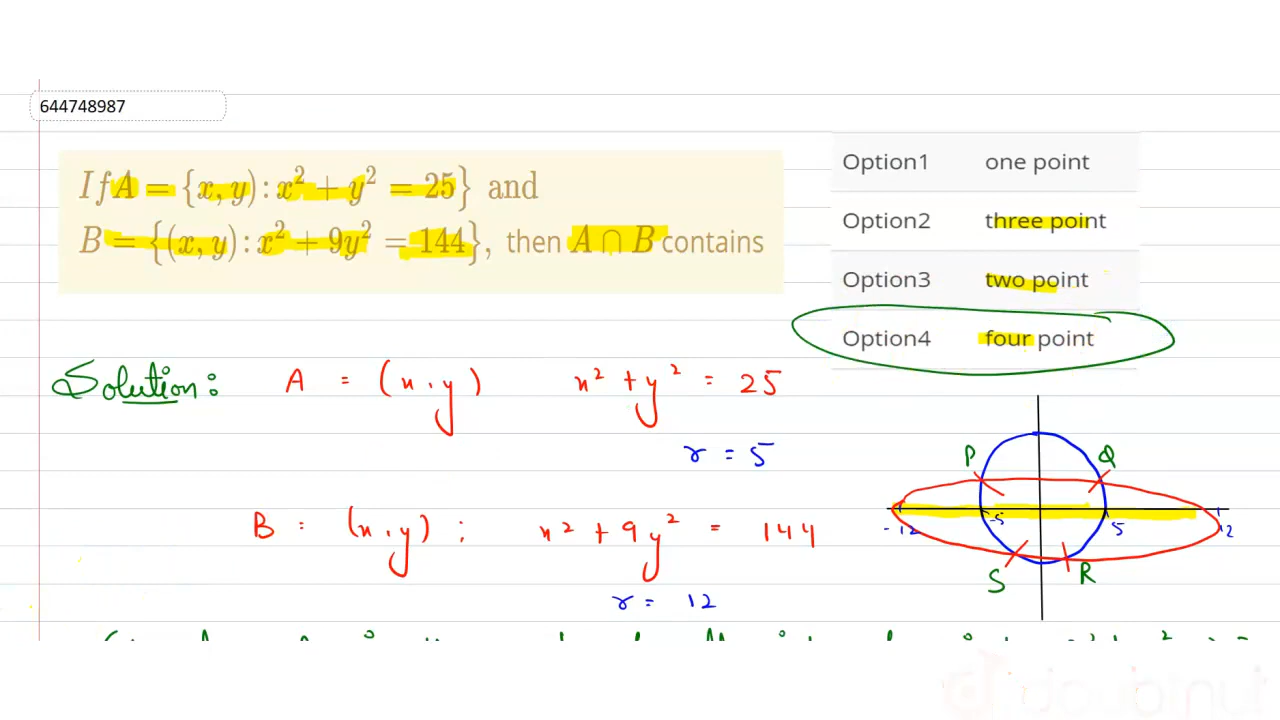 644748987
If A = {x, y) : x² + y² = 25} and
B = {(x, y) : x² + 9y² = 144}, then A ∩ B contains
Option1 one point
Option2 three point
Option3 two point
Option4 four point
Solution: A = (x, y) x² + y² = 25
r = 5
B = (x, y) ; x² + 9y² = 144
r = 12
P Q
-12 -5 5 12
S R
doubtnut